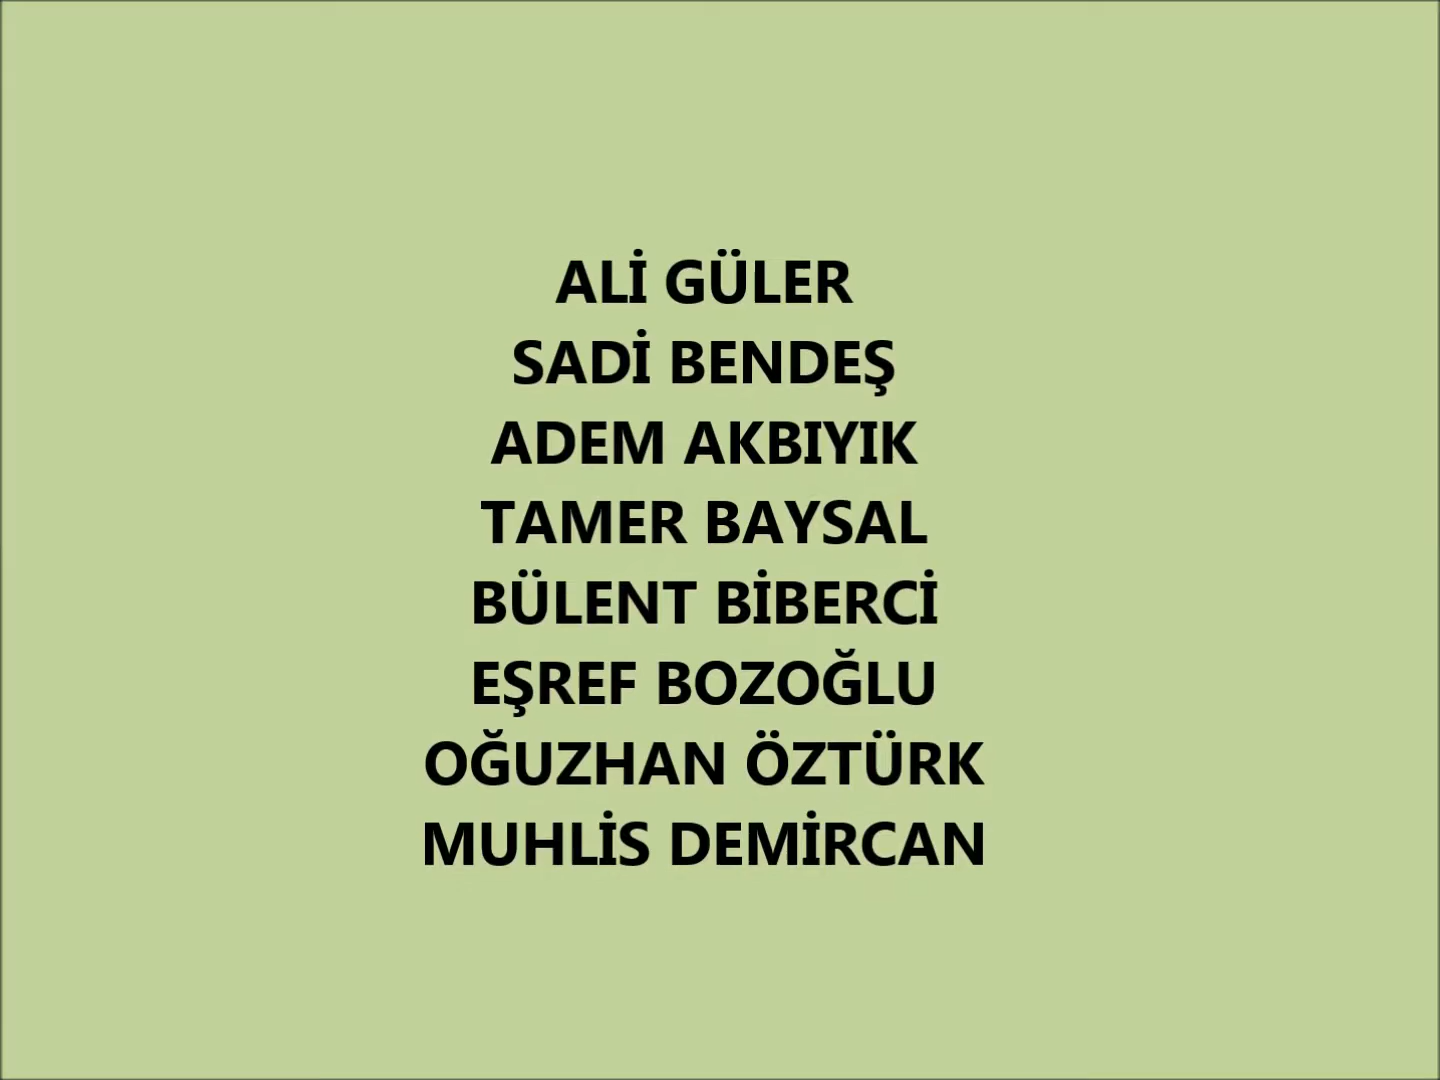 ALİ GÜLER
SADİ BENDEŞ
ADEM AKBIYIK
TAMER BAYSAL
BÜLENT BİBERCİ
EŞREF BOZOĞLU
OĞUZHAN ÖZTÜRK
MUHLİS DEMİRCAN